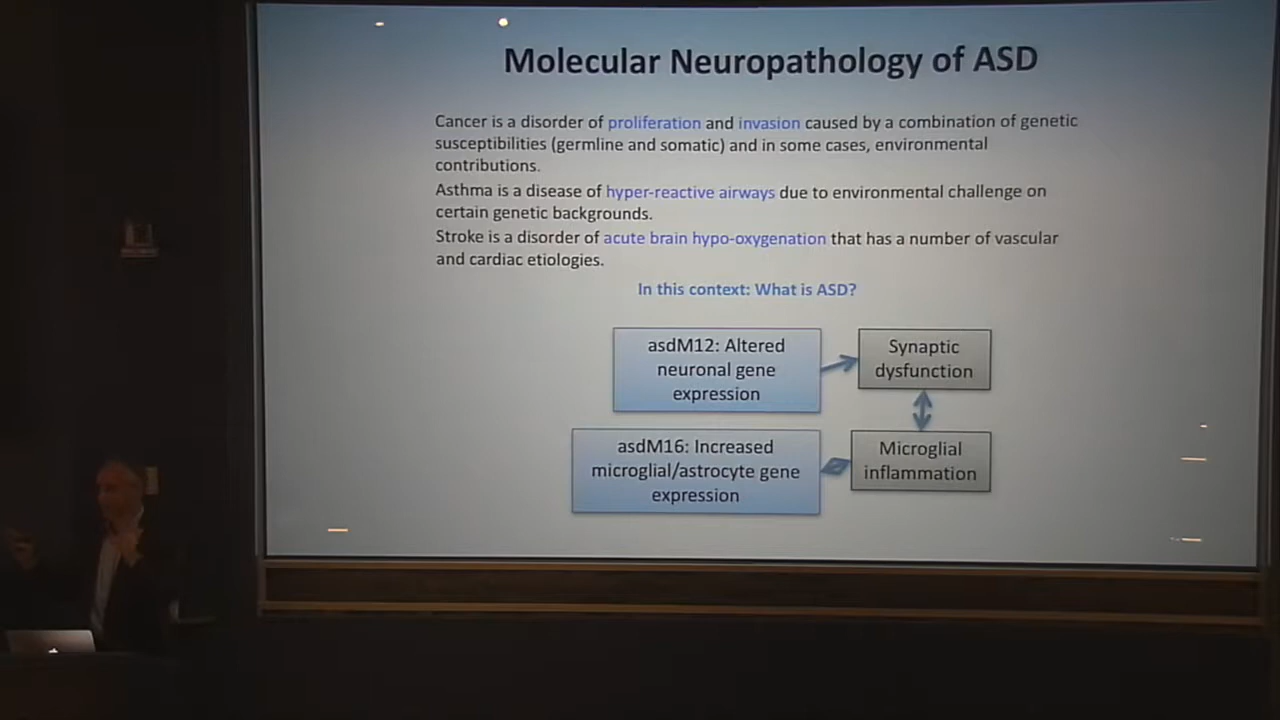 Molecular Neuropathology of ASD
Cancer is a disorder of proliferation and invasion caused by a combination of genetic
susceptibilities (germline and somatic) and in some cases, environmental
contributions.
Asthma is a disease of hyper-reactive airways due to environmental challenge on
certain genetic backgrounds.
Stroke is a disorder of acute brain hypo-oxygenation that has a number of vascular
and cardiac etiologies.
In this context: What is ASD?
asdM12: Altered
neuronal gene
expression
Synaptic
dysfunction
asdM16: Increased
microglial/astrocyte gene
expression
Microglial
inflammation